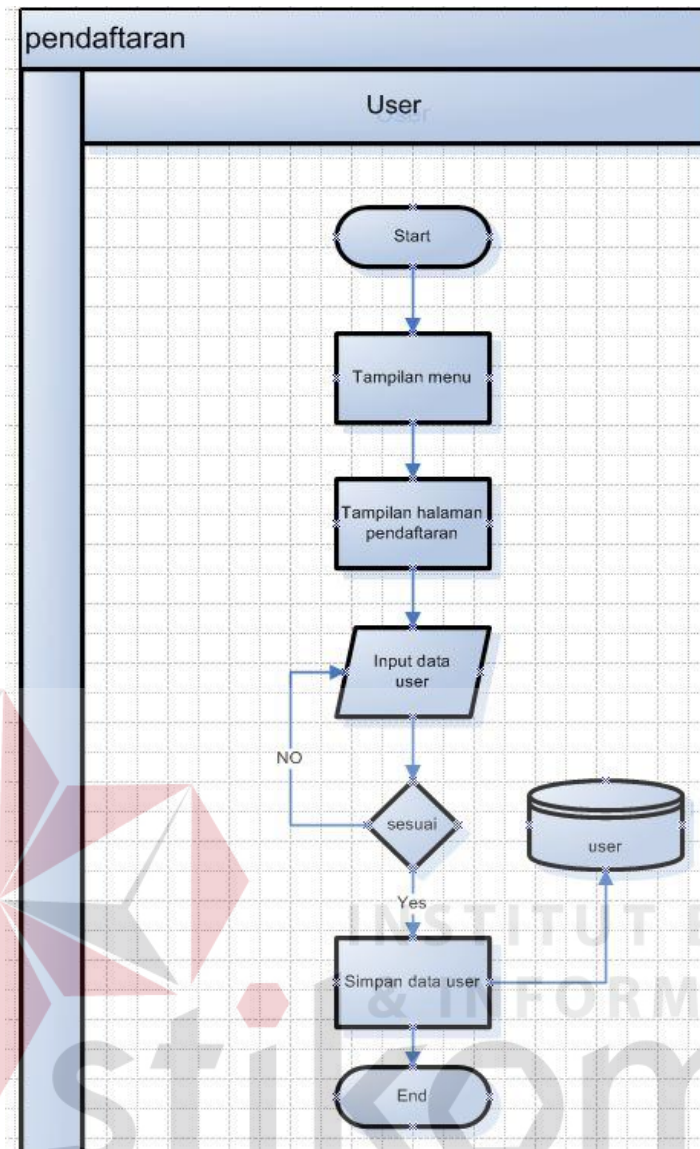 pendaftaran
User
Start
Tampilan menu
Tampilan halaman
pendaftaran
Input data
user
NO
sesuai
user
Yes
INSTITUT
Simpan data user
& INFORM
stikom
End